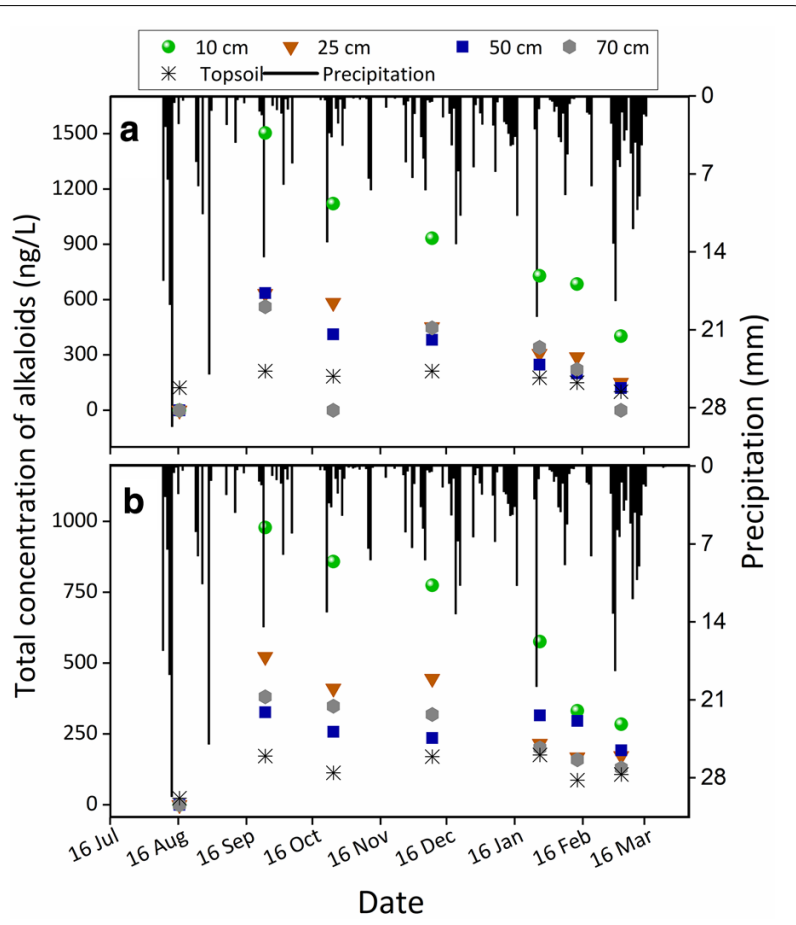 10 cm 25 cm 50 cm 70 cm
Topsoil Precipitation
a
1500
1200
900
600
300
0
0
7
14
21
28
b
1000
750
500
250
0
0
7
14
21
28
Total concentration of alkaloids (ng/L)
Precipitation (mm)
16 Jul 16 Aug 16 Sep 16 Oct 16 Nov 16 Dec 16 Jan 16 Feb 16 Mar
Date